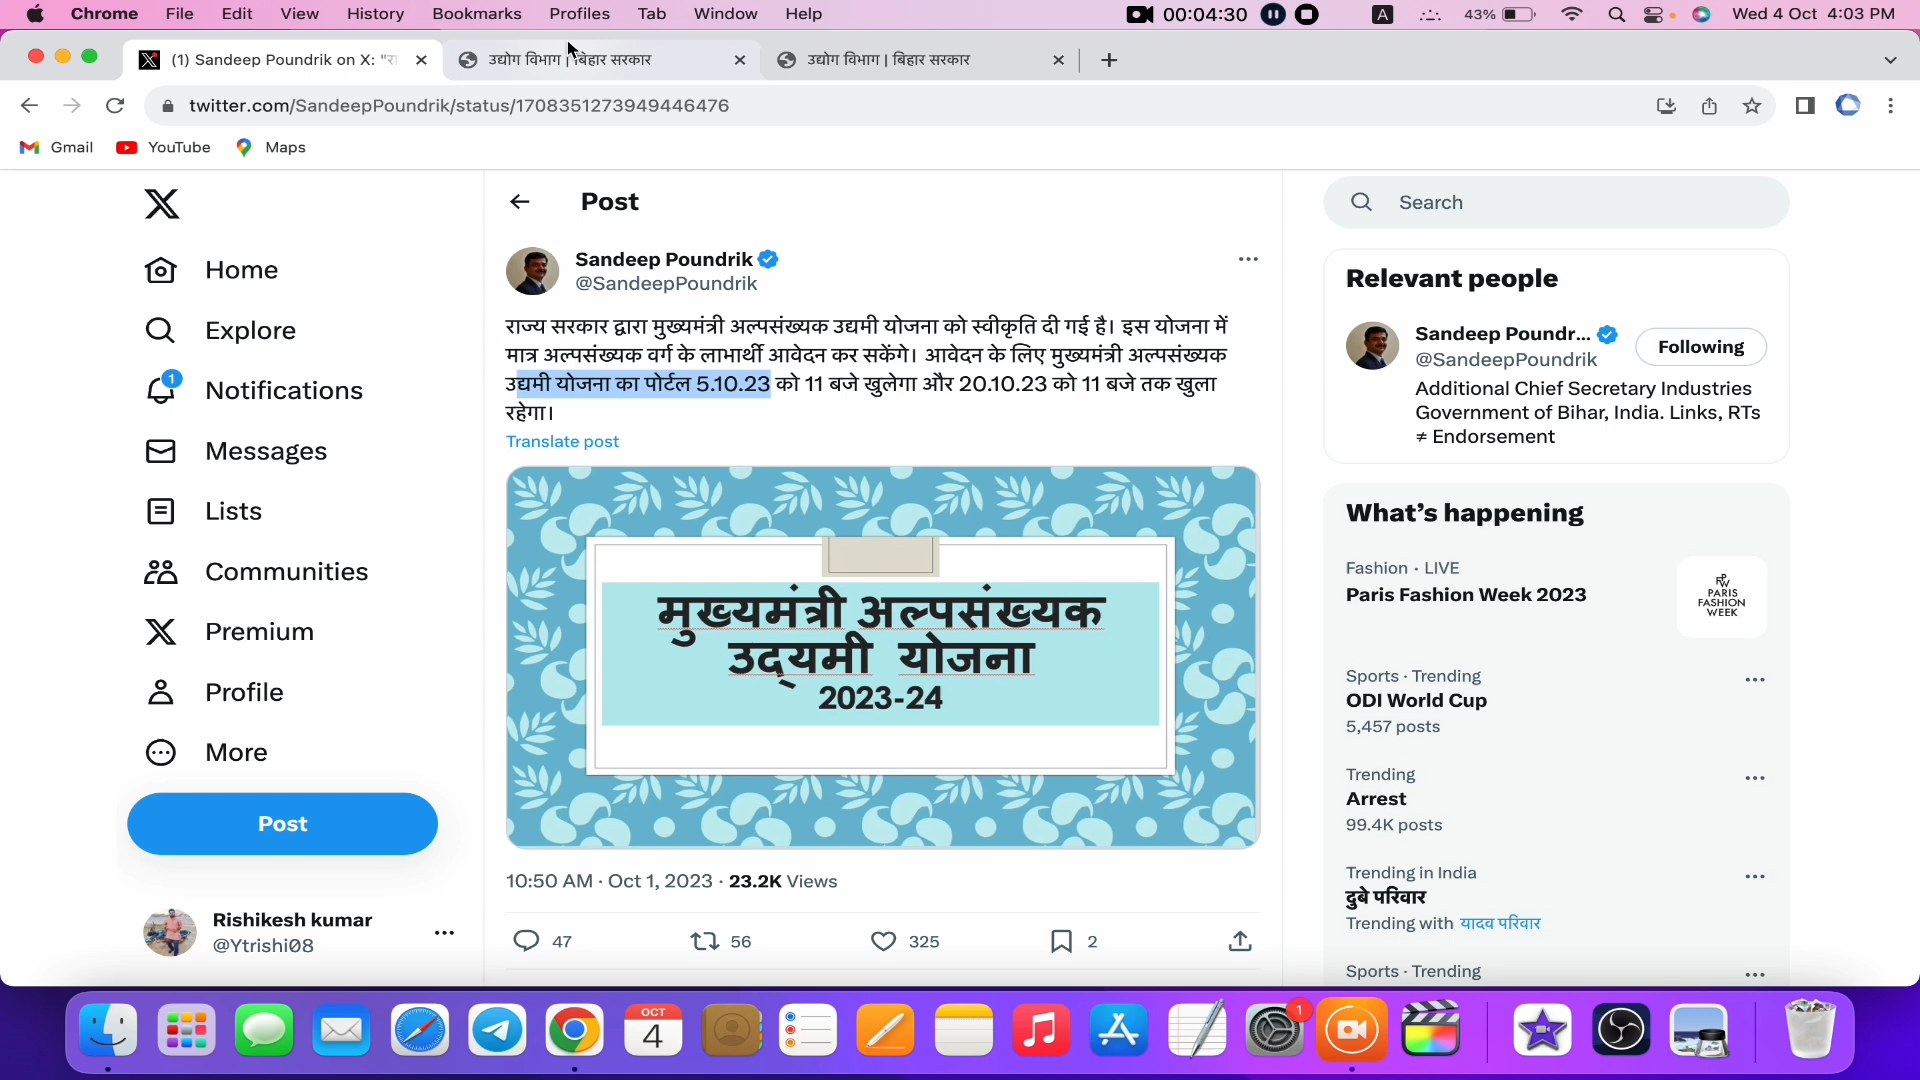 Chrome File Edit View History Bookmarks Profiles Tab Window Help 00:04:30 A 43% Wed 4 Oct 4:03 PM
(1) Sandeep Poundrik on X: "रा उद्योग विभाग | बिहार सरकार उद्योग विभाग | बिहार सरकार
twitter.com/SandeepPoundrik/status/1708351273949446476
Gmail YouTube Maps
Home
Explore
1
Notifications
Messages
Lists
Communities
Premium
Profile
More
Post
Rishikesh kumar
@Ytrishi08
Post
Sandeep Poundrik
@SandeepPoundrik
राज्य सरकार द्वारा मुख्यमंत्री अल्पसंख्यक उद्यमी योजना को स्वीकृति दी गई है। इस योजना में
मात्र अल्पसंख्यक वर्ग के लाभार्थी आवेदन कर सकेंगे। आवेदन के लिए मुख्यमंत्री अल्पसंख्यक
उद्यमी योजना का पोर्टल 5.10.23 को 11 बजे खुलेगा और 20.10.23 को 11 बजे तक खुला
रहेगा।
Translate post
मुख्यमंत्री अल्पसंख्यक
उद्यमी योजना
2023-24
10:50 AM · Oct 1, 2023 · 23.2K Views
47 56 325 2
Search
Relevant people
Sandeep Poundr... Following
@SandeepPoundrik
Additional Chief Secretary Industries
Government of Bihar, India. Links, RTs
≠ Endorsement
What's happening
Fashion · LIVE
Paris Fashion Week 2023
PARIS
FASHION
WEEK
Sports · Trending
ODI World Cup
5,457 posts
Trending
Arrest
99.4K posts
Trending in India
दुबे परिवार
Trending with यादव परिवार
Sports · Trending
OCT
4
1